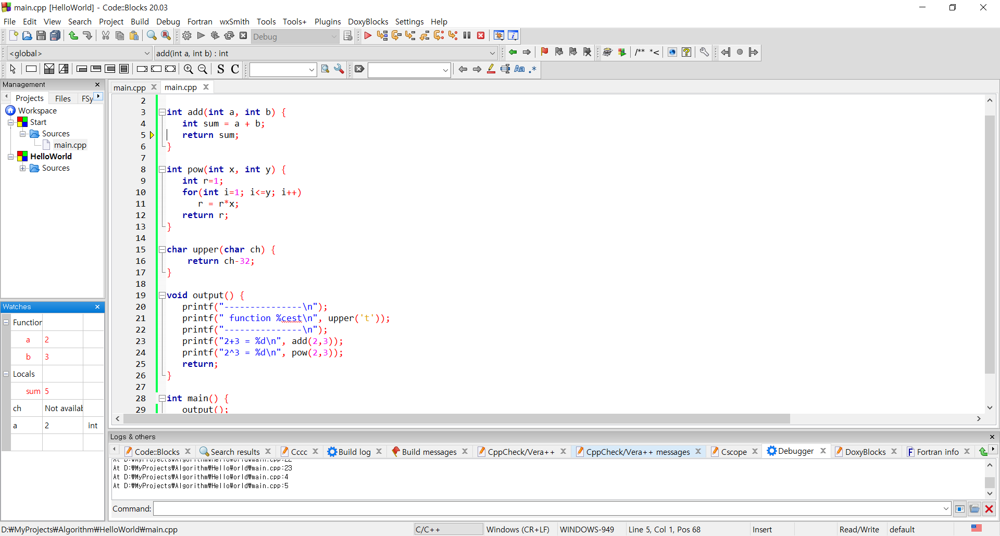 main.cpp [HelloWorld] - Code::Blocks 20.03
File Edit View Search Project Build Debug Fortran wxSmith Tools Tools+ Plugins DoxyBlocks Settings Help
Debug
<global>
add(int a, int b) : int
/** *<
S C
Aa .*
Management
Projects Files FSy
Workspace
Start
Sources
main.cpp
HelloWorld
Sources
Watches
Function
a 2
b 3
Locals
sum 5
ch Not availab
a 2 int
main.cpp main.cpp
2
3 int add(int a, int b) {
4 int sum = a + b;
5 return sum;
6 }
7
8 int pow(int x, int y) {
9 int r=1;
10 for(int i=1; i<=y; i++)
11 r = r*x;
12 return r;
13 }
14
15 char upper(char ch) {
16 return ch-32;
17 }
18
19 void output() {
20 printf("---------------\n");
21 printf(" function %cest\n", upper('t'));
22 printf("---------------\n");
23 printf("2+3 = %d\n", add(2,3));
24 printf("2^3 = %d\n", pow(2,3));
25 return;
26 }
27
28 int main() {
29 output();
Logs & others
Code::Blocks Search results Cccc Build log Build messages CppCheck/Vera++ CppCheck/Vera++ messages Cscope Debugger DoxyBlocks Fortran info
At D:₩MyProjects₩Algorithm₩HelloWorld₩main.cpp:22
At D:₩MyProjects₩Algorithm₩HelloWorld₩main.cpp:23
At D:₩MyProjects₩Algorithm₩HelloWorld₩main.cpp:4
At D:₩MyProjects₩Algorithm₩HelloWorld₩main.cpp:5
Command:
D:₩MyProjects₩Algorithm₩HelloWorld₩main.cpp C/C++ Windows (CR+LF) WINDOWS-949 Line 5, Col 1, Pos 68 Insert Read/Write default